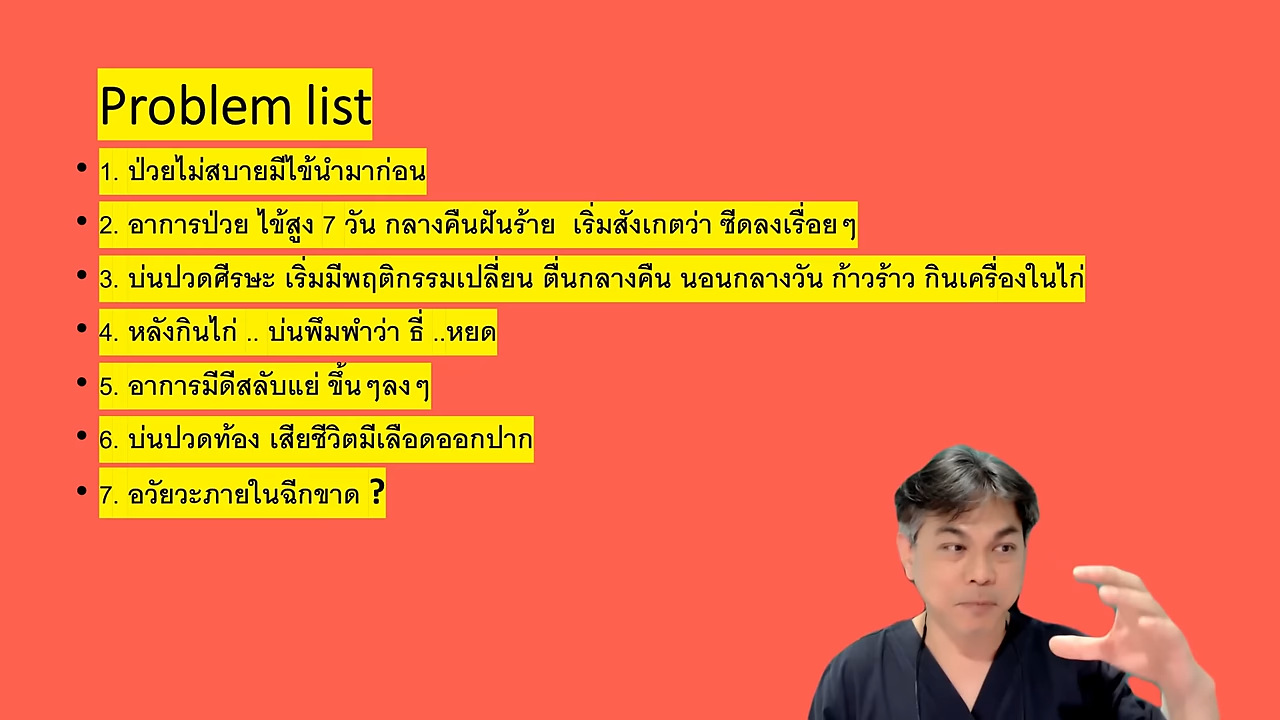 Problem list
• 1. ป่วยไม่สบายมีไข้นำมาก่อน
• 2. อาการป่วย ไข้สูง 7 วัน กลางคืนฝันร้าย เริ่มสังเกตว่า ซีดลงเรื่อยๆ
• 3. บ่นปวดศีรษะ เริ่มมีพฤติกรรมเปลี่ยน ตื่นกลางคืน นอนกลางวัน ก้าวร้าว กินเครื่องในไก่
• 4. หลังกินไก่ .. บ่นพึมพำว่า ธี่ ..หยด
• 5. อาการมีดีสลับแย่ ขึ้นๆลงๆ
• 6. บ่นปวดท้อง เสียชีวิตมีเลือดออกปาก
• 7. อวัยวะภายในฉีกขาด ?